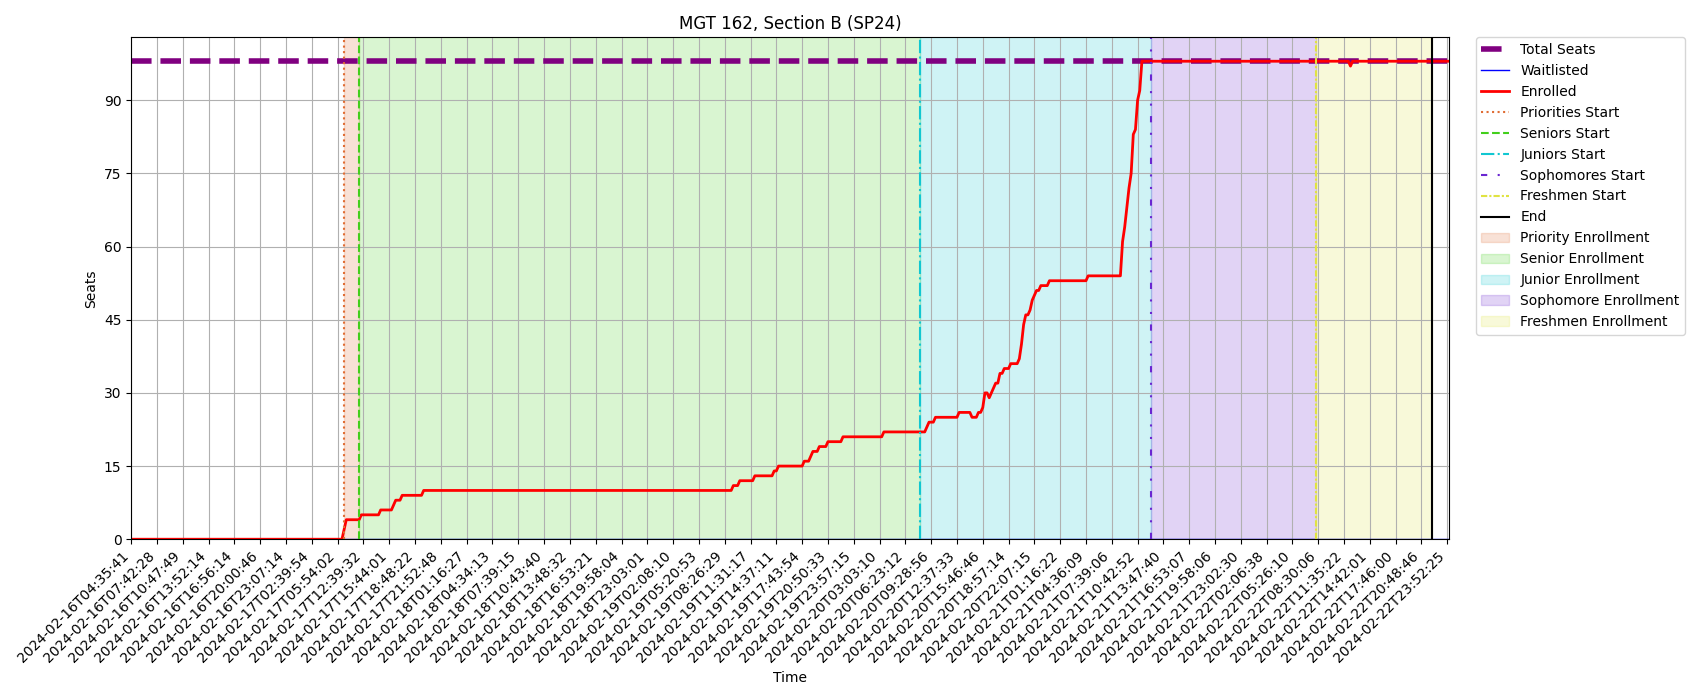 MGT 162, Section B (SP24)
Seats
90
75
60
45
30
15
0
2024-02-16T04:35:41
2024-02-16T07:42:28
2024-02-16T10:47:49
2024-02-16T13:52:14
2024-02-16T16:56:14
2024-02-16T20:00:46
2024-02-16T23:07:14
2024-02-17T02:39:54
2024-02-17T05:54:02
2024-02-17T12:39:32
2024-02-17T15:44:01
2024-02-17T18:48:22
2024-02-17T21:52:48
2024-02-18T01:16:27
2024-02-18T04:34:13
2024-02-18T07:39:15
2024-02-18T10:43:40
2024-02-18T13:48:32
2024-02-18T16:53:21
2024-02-18T19:58:04
2024-02-18T23:03:01
2024-02-19T02:08:10
2024-02-19T05:20:53
2024-02-19T08:26:29
2024-02-19T11:31:17
2024-02-19T14:37:11
2024-02-19T17:43:54
2024-02-19T20:50:33
2024-02-19T23:57:15
2024-02-20T03:03:10
2024-02-20T06:23:12
2024-02-20T09:28:56
2024-02-20T12:37:33
2024-02-20T15:46:46
2024-02-20T18:57:14
2024-02-20T22:07:15
2024-02-21T01:16:22
2024-02-21T04:36:09
2024-02-21T07:39:06
2024-02-21T10:42:52
2024-02-21T13:47:40
2024-02-21T16:53:07
2024-02-21T19:58:06
2024-02-21T23:02:30
2024-02-22T02:06:38
2024-02-22T05:26:10
2024-02-22T08:30:06
2024-02-22T11:35:22
2024-02-22T14:42:01
2024-02-22T17:46:00
2024-02-22T20:48:46
2024-02-22T23:52:25
Time
Total Seats
Waitlisted
Enrolled
Priorities Start
Seniors Start
Juniors Start
Sophomores Start
Freshmen Start
End
Priority Enrollment
Senior Enrollment
Junior Enrollment
Sophomore Enrollment
Freshmen Enrollment